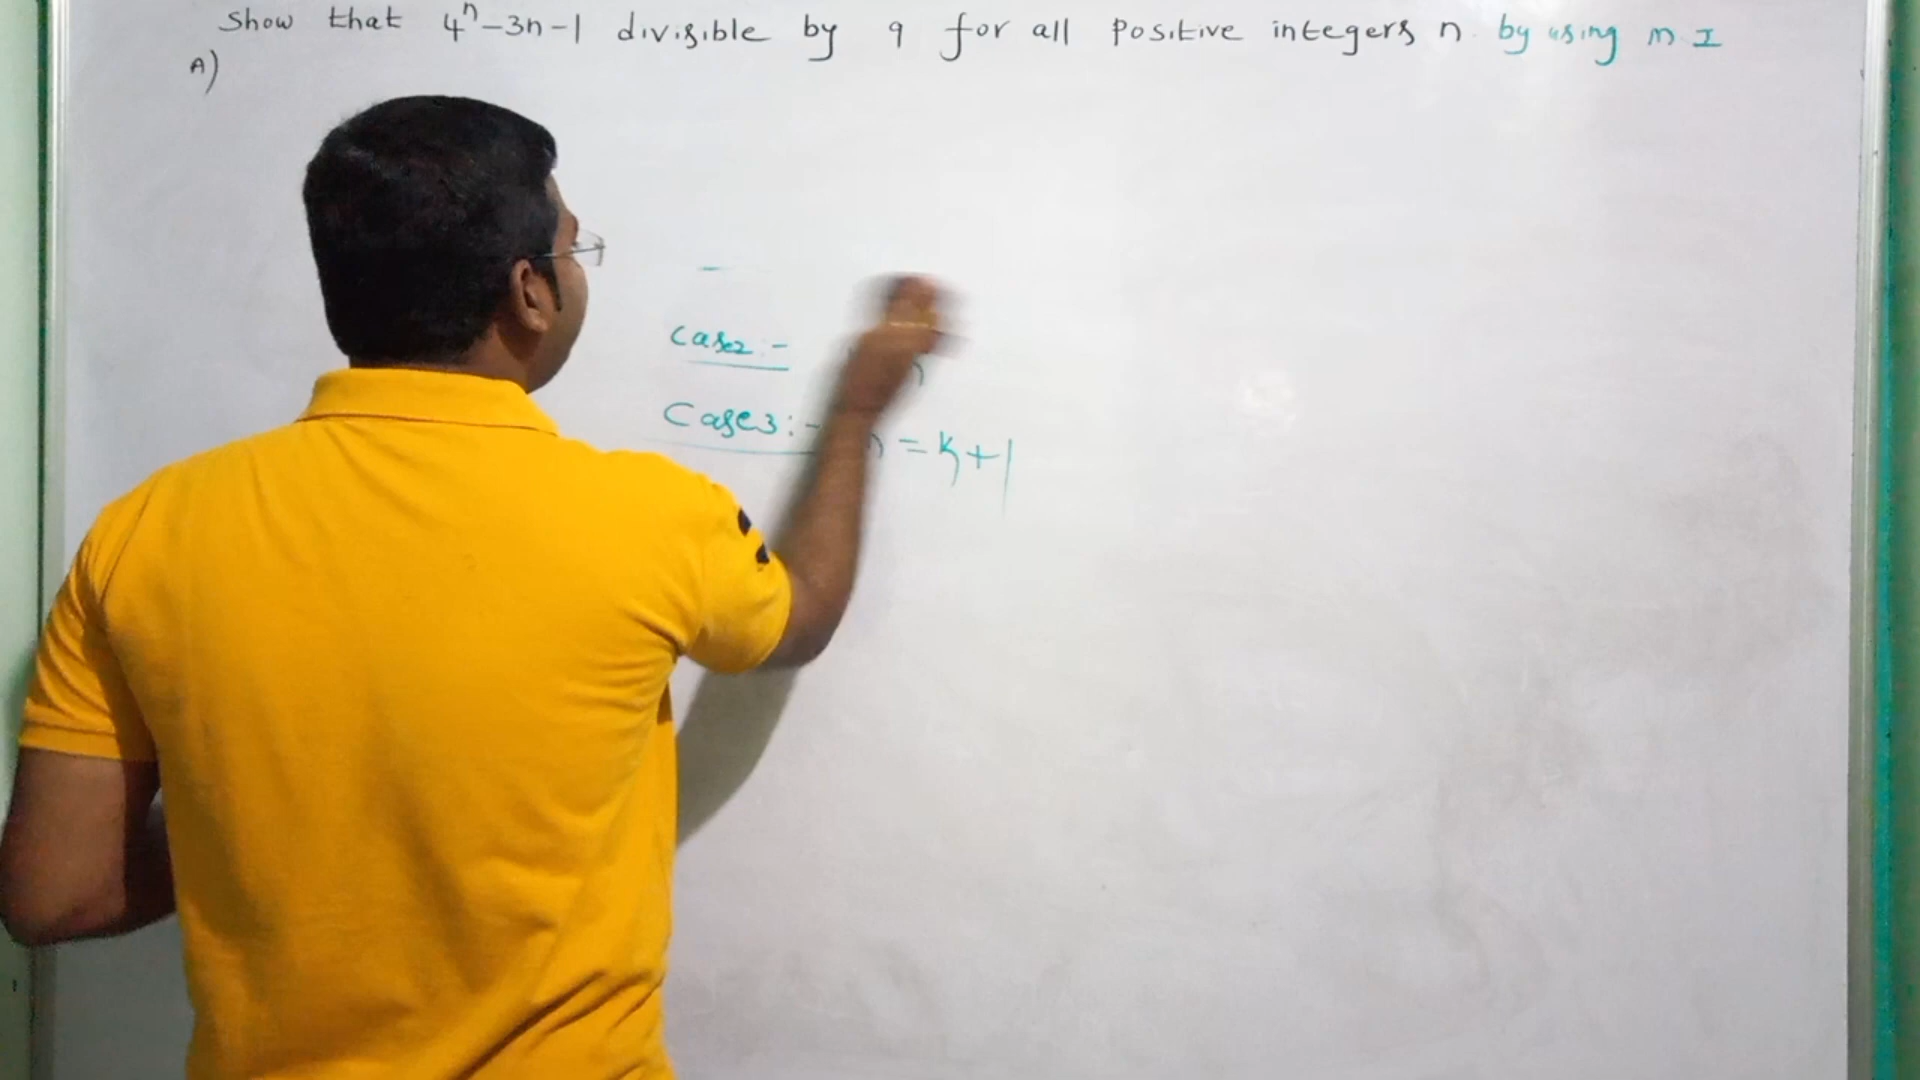 Show that 4ⁿ-3n-1 divisible by 9 for all positive integers n. by using M.I
A)
Case2:-
Case3:- n = k+1